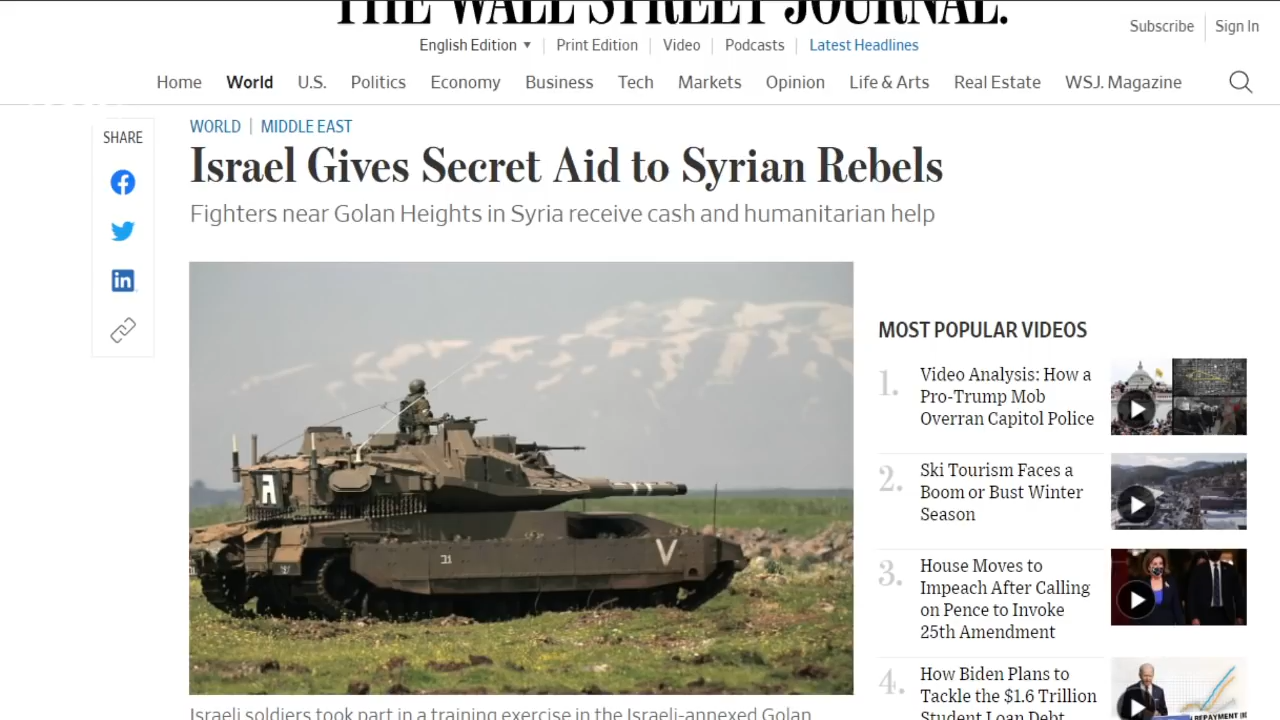 THE WALL STREET JOURNAL.
Subscribe
Sign In
English Edition
Print Edition
Video
Podcasts
Latest Headlines
Home
World
U.S.
Politics
Economy
Business
Tech
Markets
Opinion
Life & Arts
Real Estate
WSJ. Magazine
SHARE
WORLD | MIDDLE EAST
Israel Gives Secret Aid to Syrian Rebels
Fighters near Golan Heights in Syria receive cash and humanitarian help
MOST POPULAR VIDEOS
1.
Video Analysis: How a
Pro-Trump Mob
Overran Capitol Police
2.
Ski Tourism Faces a
Boom or Bust Winter
Season
3.
House Moves to
Impeach After Calling
on Pence to Invoke
25th Amendment
4.
How Biden Plans to
Tackle the $1.6 Trillion
Student Loan Debt
Israeli soldiers took part in a training exercise in the Israeli-annexed Golan